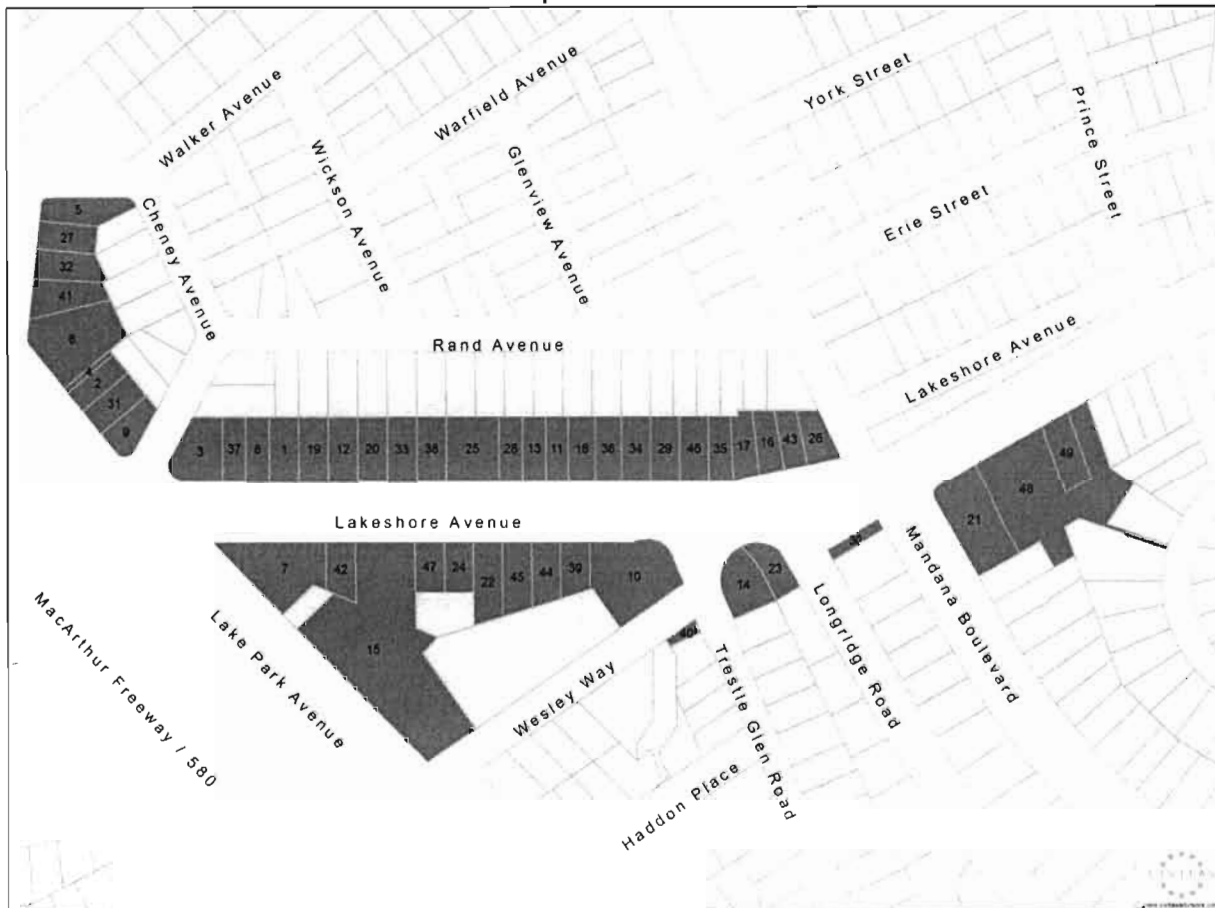 Walker Avenue
Warfield Avenue
York Street
Prince Street
Wickson Avenue
Glenview Avenue
Erie Street
Cheney Avenue
5
27
32
41
6
4
2
31
9
Rand Avenue
Lakeshore Avenue
3 37 8 1 19 12 20 33 38 25 28 13 11 18 36 34 29 46 35 17 16 43 26
49
48
21
Lakeshore Avenue
7 42 47 24 22 45 44 39 10
14 23
15
40
MacArthur Freeway / 580
Lake Park Avenue
Wesley Way
Trestle Glen Road
Longridge Road
Mandana Boulevard
Haddon Place